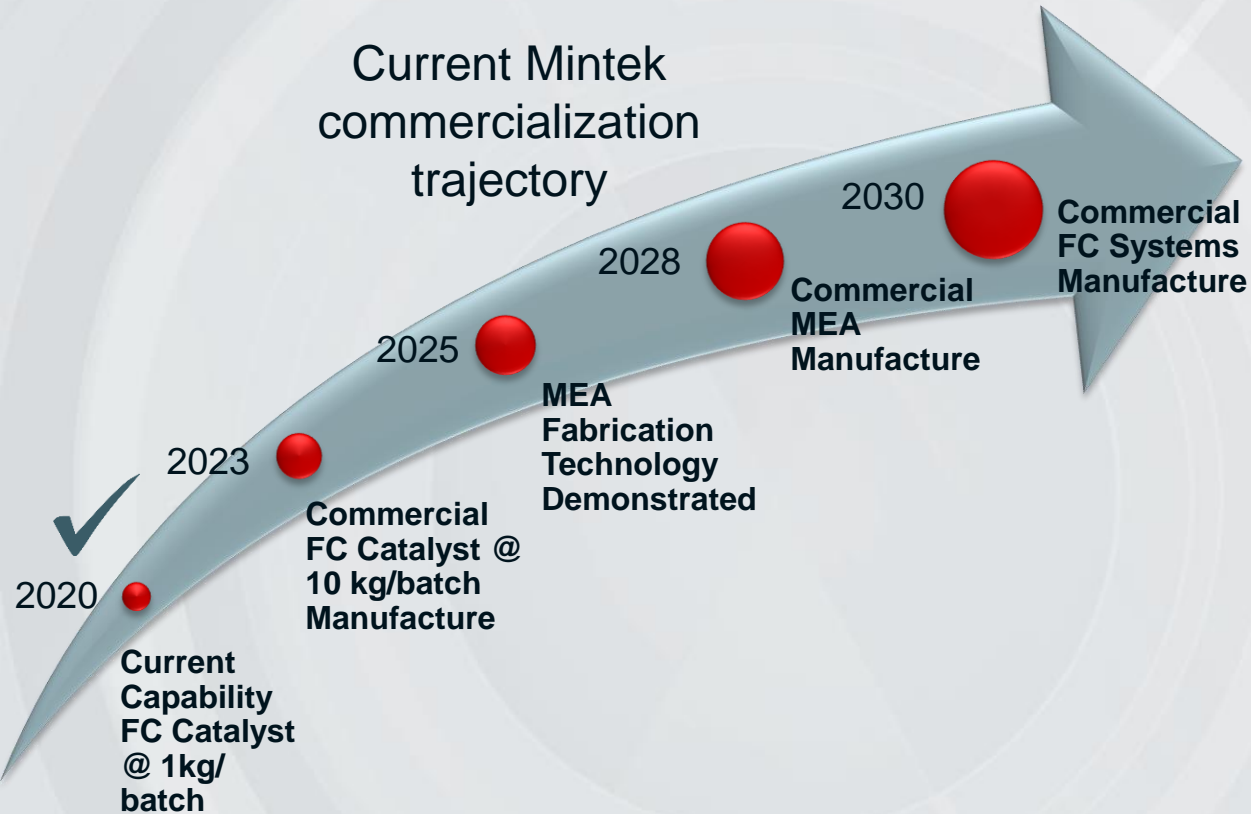 Current Mintek
commercialization
trajectory
2020
Current
Capability
FC Catalyst
@ 1kg/
batch
2023
Commercial
FC Catalyst @
10 kg/batch
Manufacture
2025
MEA
Fabrication
Technology
Demonstrated
2028
Commercial
MEA
Manufacture
2030
Commercial
FC Systems
Manufacture